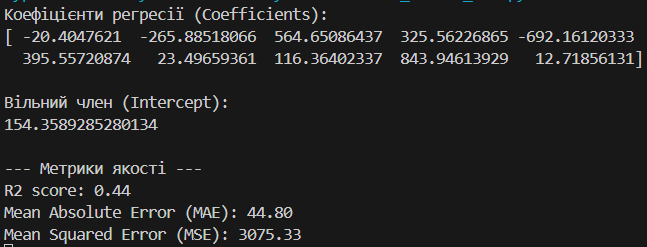 Коефіцієнти регресії (Coefficients):
[ -20.4047621  -265.88518066  564.65086437  325.56226865 -692.16120333
  395.55720874   23.49659361  116.36402337  843.94613929   12.71856131]
Вільний член (Intercept):
154.3589285280134
--- Метрики якості ---
R2 score: 0.44
Mean Absolute Error (MAE): 44.80
Mean Squared Error (MSE): 3075.33